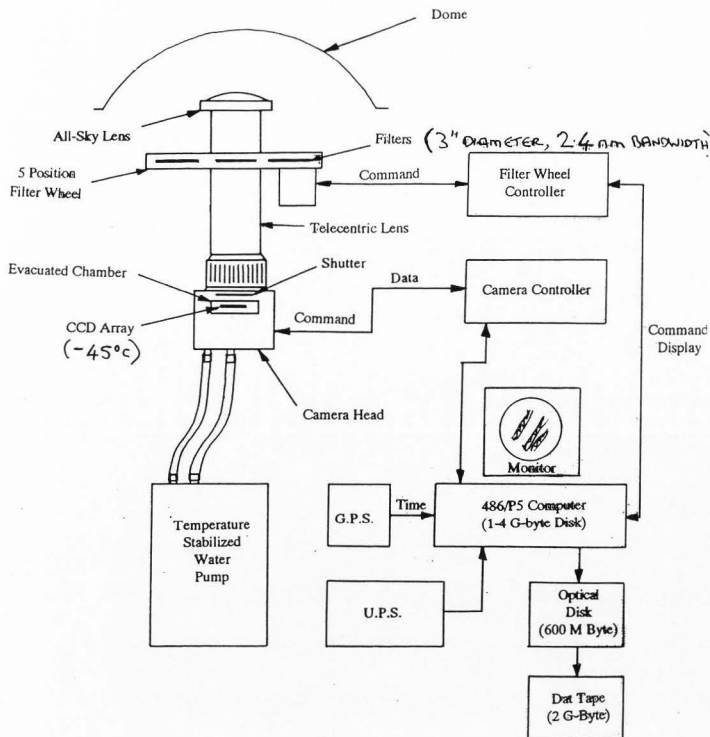 Dome
All-Sky Lens
Filters (3" DIAMETER, 2.4 nm BANDWIDTH)
5 Position
Filter Wheel
Command
Filter Wheel
Controller
Telecentric Lens
Evacuated Chamber
Shutter
Data
Camera Controller
CCD Array
(-45°C)
Command
Command
Display
Camera Head
Monitor
Temperature
Stabilized
Water
Pump
G.P.S.
Time
486/P5 Computer
(1-4 G-byte Disk)
U.P.S.
Optical
Disk
(600 M Byte)
Dat Tape
(2 G-Byte)